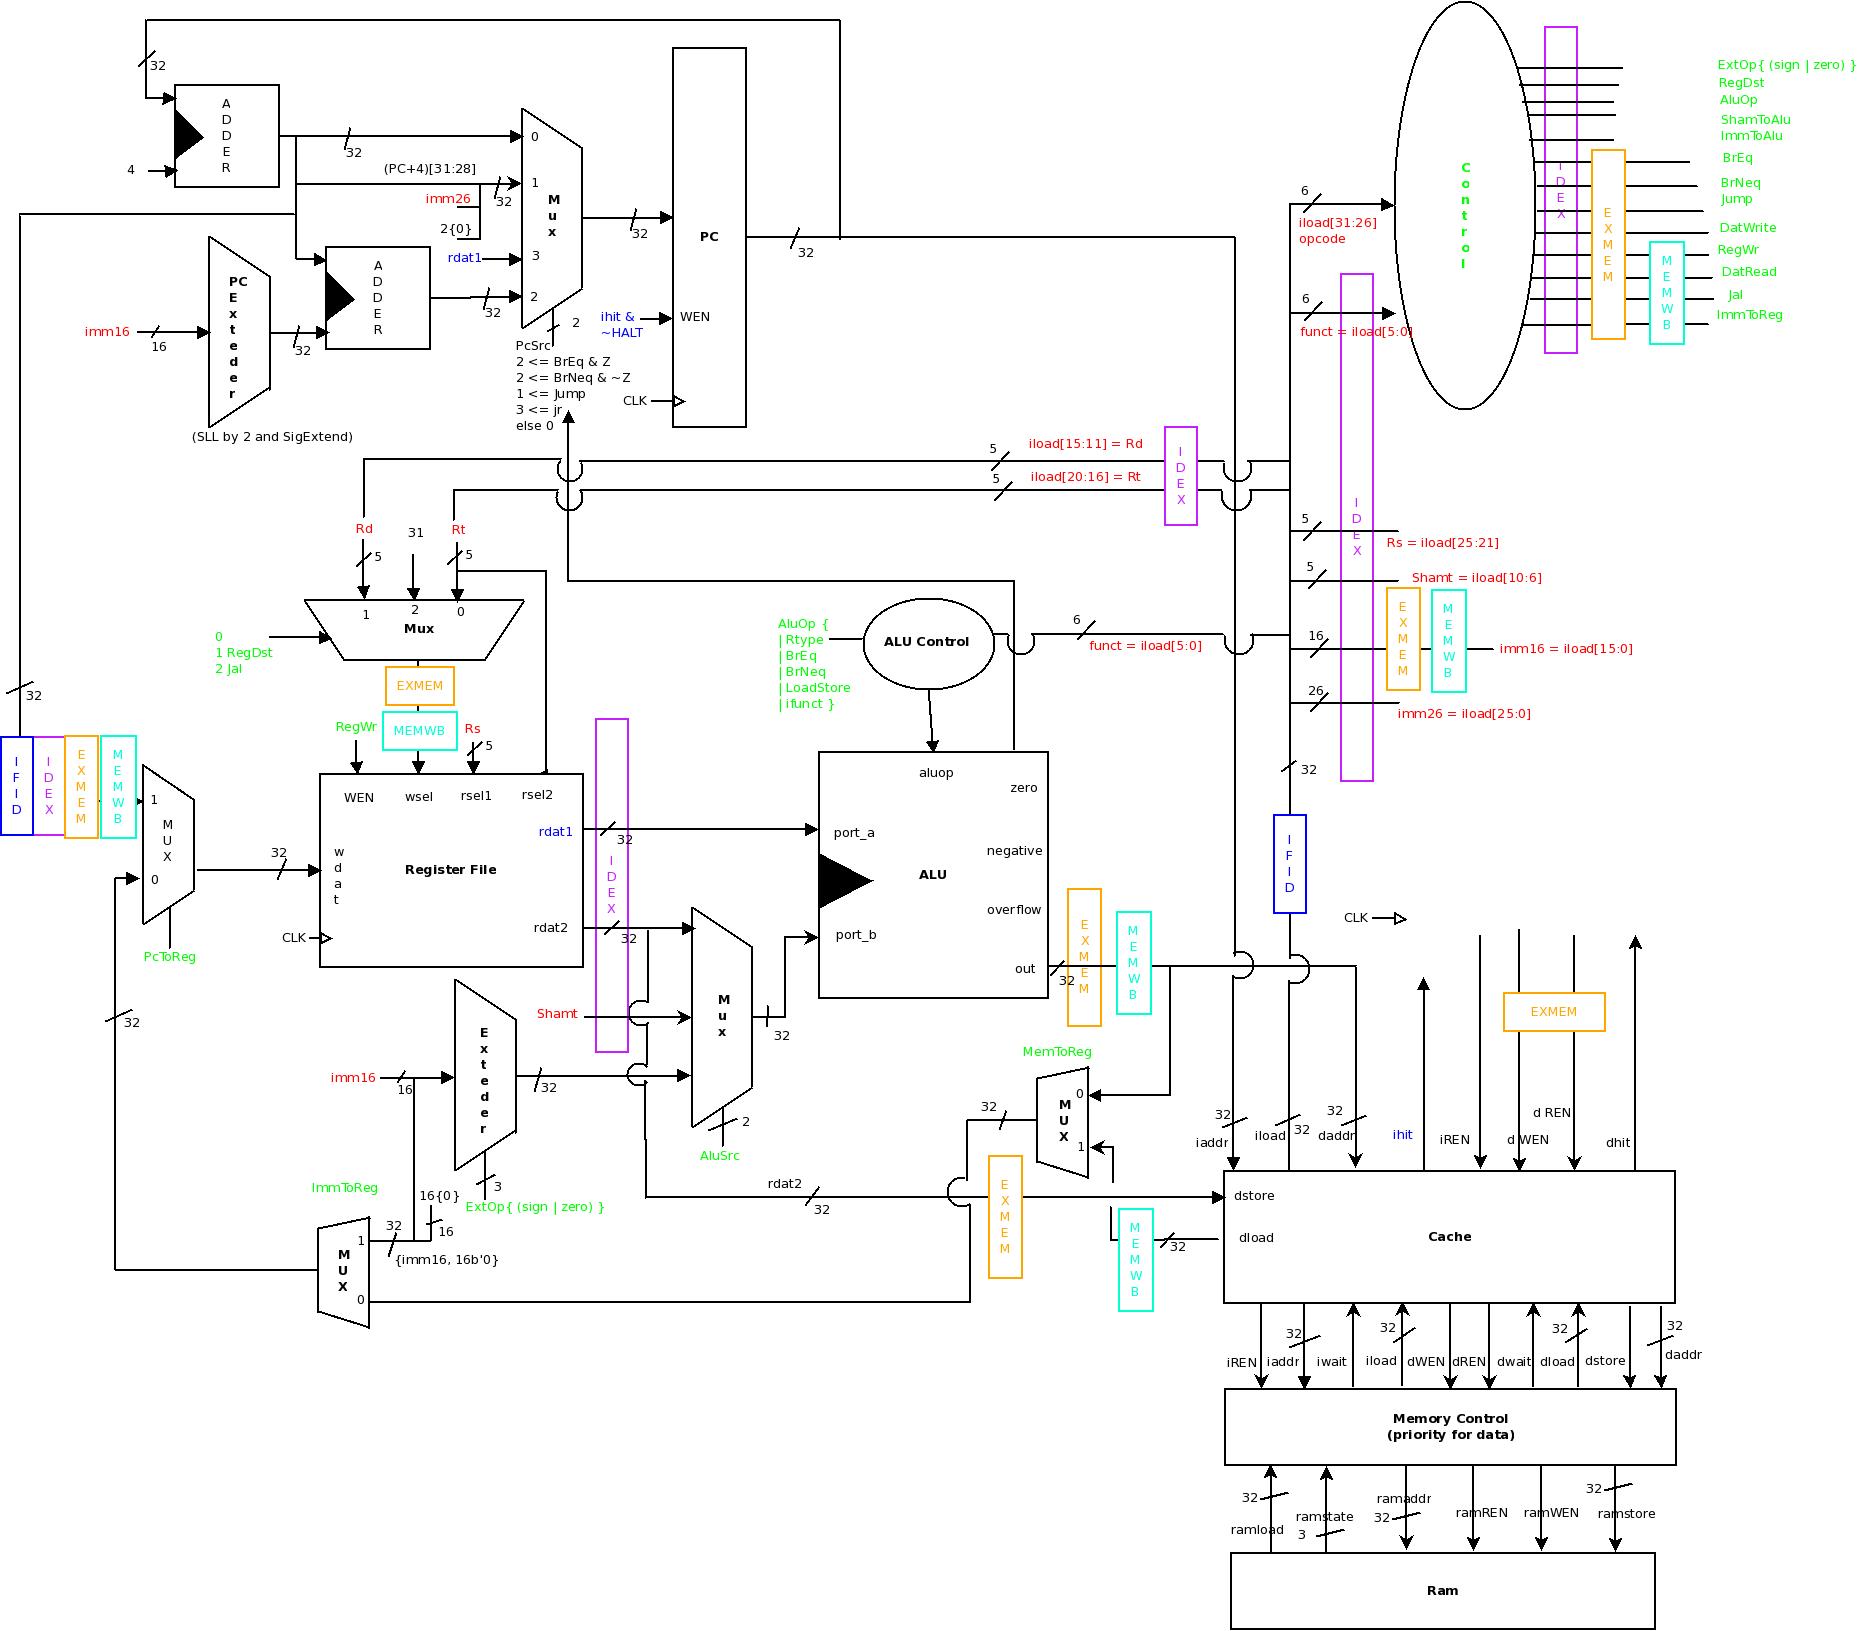 32
ADDER
4
32
(PC+4)[31:28]
imm26
32
2{0}
rdat1
0
1
3
2
Mux
32
PC
32
ihit &
~HALT
WEN
CLK
2
32
PcSrc
2 <= BrEq & Z
2 <= BrNeq & ~Z
1 <= Jump
3 <= jr
else 0
imm16
16
PC
Exteder
32
ADDER
(SLL by 2 and SigExtend)
Control
6
iload[31:26]
opcode
6
funct = iload[5:0]
IDEX
EXMEM
MEMWB
ExtOp{ (sign | zero) }
RegDst
AluOp
ShamToAlu
ImmToAlu
BrEq
BrNeq
Jump
DatWrite
RegWr
DatRead
Jal
ImmToReg
5
iload[15:11] = Rd
5
iload[20:16] = Rt
IDEX
IDEX
5
Rs = iload[25:21]
5
Shamt = iload[10:6]
16
EXMEM
MEMWB
imm16 = iload[15:0]
26
imm26 = iload[25:0]
32
IFID
Rd
31
Rt
5
5
1
2
0
Mux
0
1 RegDst
2 Jal
EXMEM
MEMWB
RegWr
Rs
5
32
IFID
IDEX
EXMEM
MEMWB
1
MUX
0
PcToReg
32
32
WEN
wsel
rsel1
rsel2
rdat1
wdat
Register File
rdat2
CLK
IDEX
32
32
AluOp {
| Rtype
| BrEq
| BrNeq
| LoadStore
| ifunct }
ALU Control
6
funct = iload[5:0]
aluop
zero
port_a
negative
ALU
overflow
port_b
out
32
EXMEM
MEMWB
Shamt
Mux
32
2
AluSrc
imm16
16
Exteder
32
3
ExtOp{ (sign | zero) }
ImmToReg
16{0}
16
32
{imm16, 16b'0}
1
MUX
0
MemToReg
0
MUX
1
32
rdat2
32
EXMEM
MEMWB
32
CLK
EXMEM
32
iaddr
iload
32
32
daddr
ihit
iREN
d WEN
d REN
dhit
dstore
dload
Cache
iREN
32
iaddr
iwait
32
iload
dWEN
dREN
dwait
32
dload
dstore
32
daddr
Memory Control
(priority for data)
32
ramload
ramstate
3
ramaddr
32
ramREN
ramWEN
32
ramstore
Ram